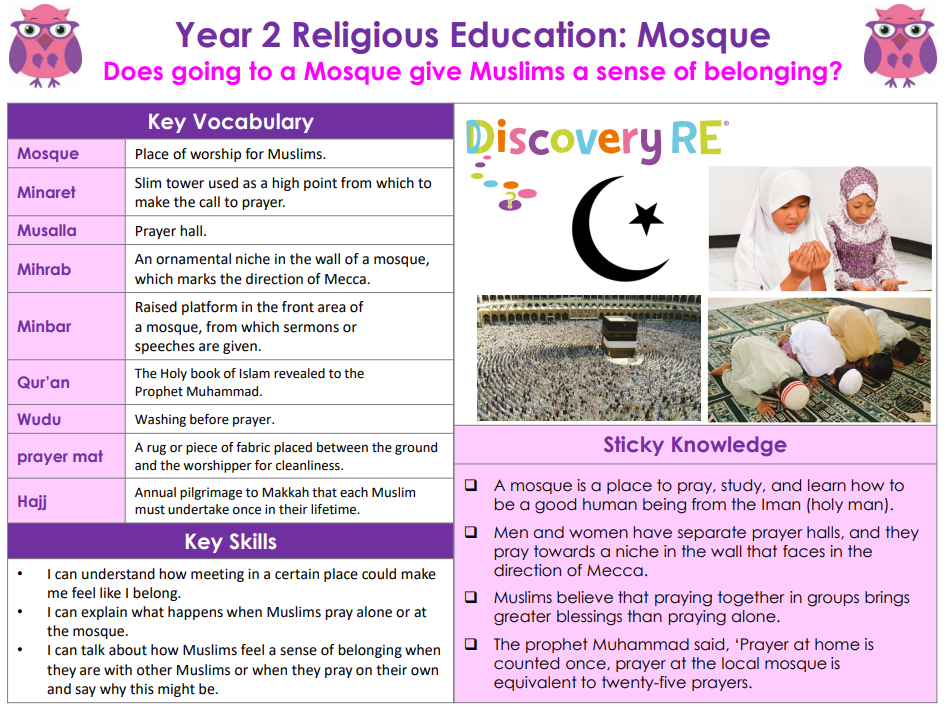 Year 2 Religious Education: Mosque
Does going to a Mosque give Muslims a sense of belonging?
Key Vocabulary
Mosque
Place of worship for Muslims.
Minaret
Slim tower used as a high point from which to
make the call to prayer.
Musalla
Prayer hall.
Mihrab
An ornamental niche in the wall of a mosque,
which marks the direction of Mecca.
Minbar
Raised platform in the front area of
a mosque, from which sermons or
speeches are given.
Qur'an
The Holy book of Islam revealed to the
Prophet Muhammad.
Wudu
Washing before prayer.
prayer mat
A rug or piece of fabric placed between the ground
and the worshipper for cleanliness.
Hajj
Annual pilgrimage to Makkah that each Muslim
must undertake once in their lifetime.
Key Skills
• I can understand how meeting in a certain place could make
me feel like I belong.
• I can explain what happens when Muslims pray alone or at
the mosque.
• I can talk about how Muslims feel a sense of belonging when
they are with other Muslims or when they pray on their own
and say why this might be.
Discovery RE®
?
Sticky Knowledge
❑ A mosque is a place to pray, study, and learn how to
be a good human being from the Iman (holy man).
❑ Men and women have separate prayer halls, and they
pray towards a niche in the wall that faces in the
direction of Mecca.
❑ Muslims believe that praying together in groups brings
greater blessings than praying alone.
❑ The prophet Muhammad said, ‘Prayer at home is
counted once, prayer at the local mosque is
equivalent to twenty-five prayers.